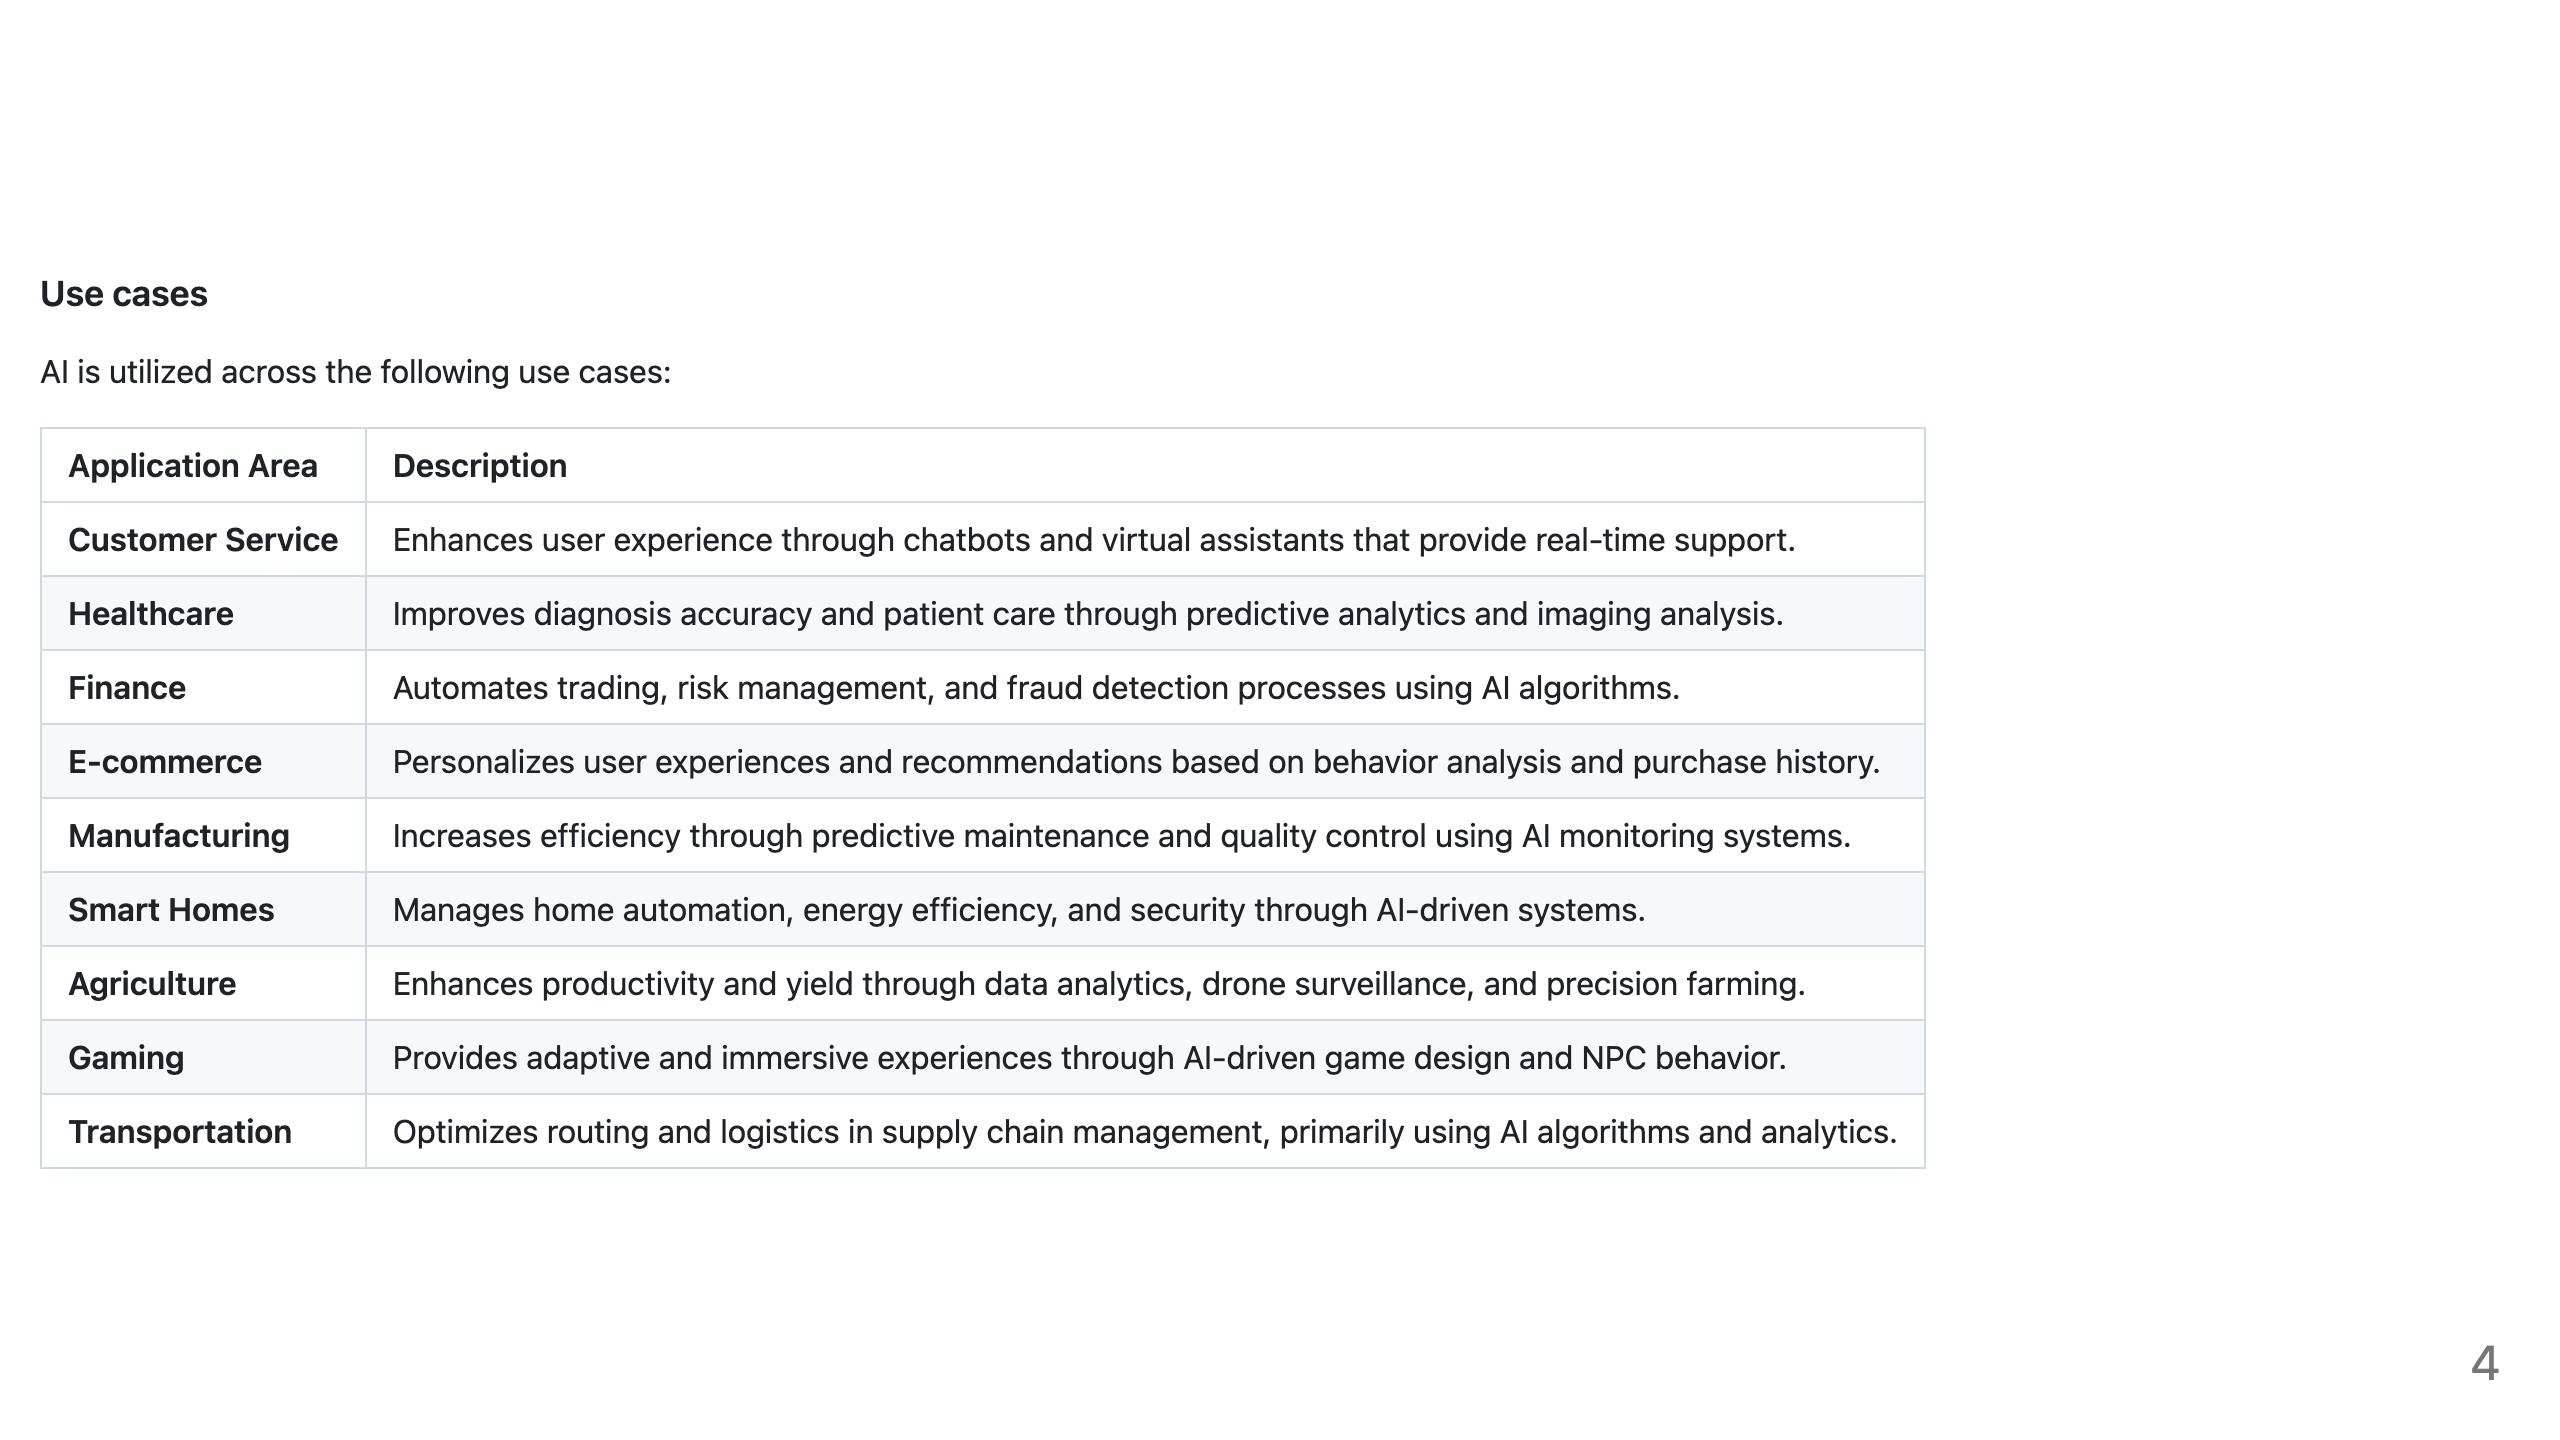 Use cases
AI is utilized across the following use cases:
Application Area Description
Customer Service Enhances user experience through chatbots and virtual assistants that provide real-time support.
Healthcare Improves diagnosis accuracy and patient care through predictive analytics and imaging analysis.
Finance Automates trading, risk management, and fraud detection processes using AI algorithms.
E-commerce Personalizes user experiences and recommendations based on behavior analysis and purchase history.
Manufacturing Increases efficiency through predictive maintenance and quality control using AI monitoring systems.
Smart Homes Manages home automation, energy efficiency, and security through AI-driven systems.
Agriculture Enhances productivity and yield through data analytics, drone surveillance, and precision farming.
Gaming Provides adaptive and immersive experiences through AI-driven game design and NPC behavior.
Transportation Optimizes routing and logistics in supply chain management, primarily using AI algorithms and analytics.
4